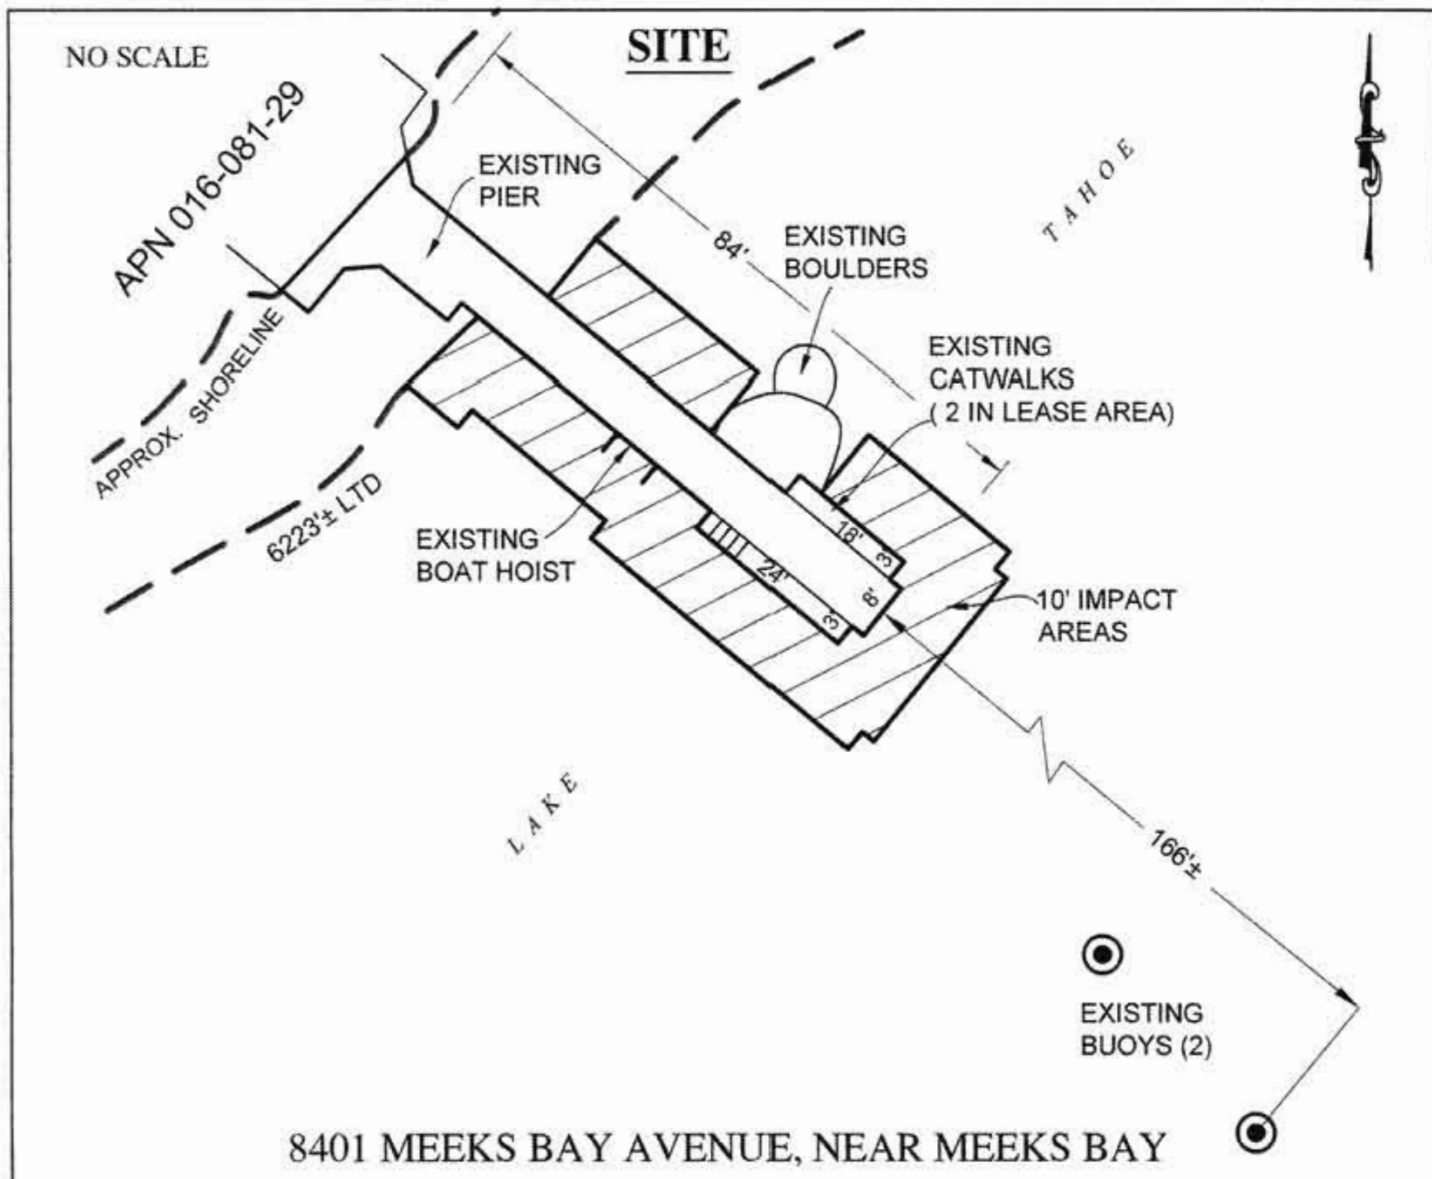 NO SCALE
SITE
APN 016-081-29
EXISTING
PIER
84'
TAHOE
EXISTING
BOULDERS
EXISTING
CATWALKS
( 2 IN LEASE AREA)
APPROX. SHORELINE
6223'± LTD
EXISTING
BOAT HOIST
18'
3'
24'
8'
3'
10' IMPACT
AREAS
LAKE
166'±
EXISTING
BUOYS (2)
8401 MEEKS BAY AVENUE, NEAR MEEKS BAY